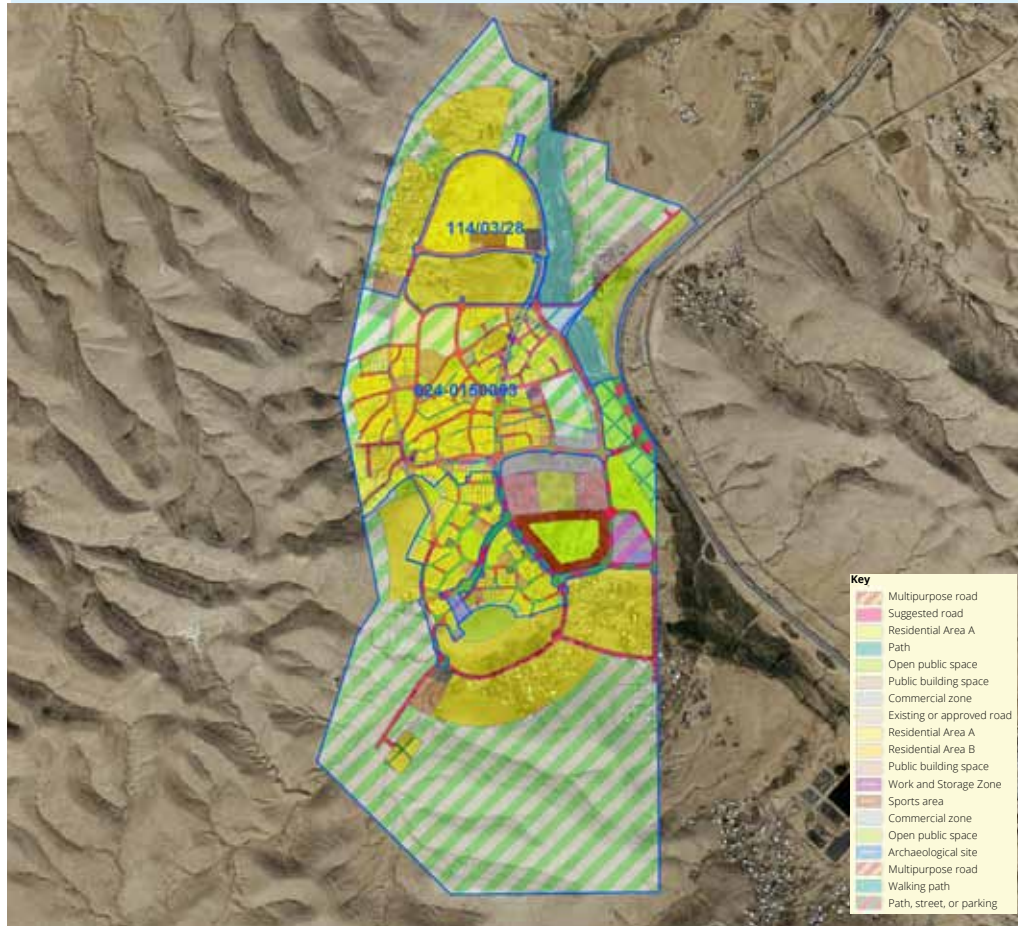 114/03/28
624-0150003
Key
Multipurpose road
Suggested road
Residential Area A
Path
Open public space
Public building space
Commercial zone
Existing or approved road
Residential Area A
Residential Area B
Public building space
Work and Storage Zone
Sports area
Commercial zone
Open public space
Archaeological site
Multipurpose road
Walking path
Path, street, or parking